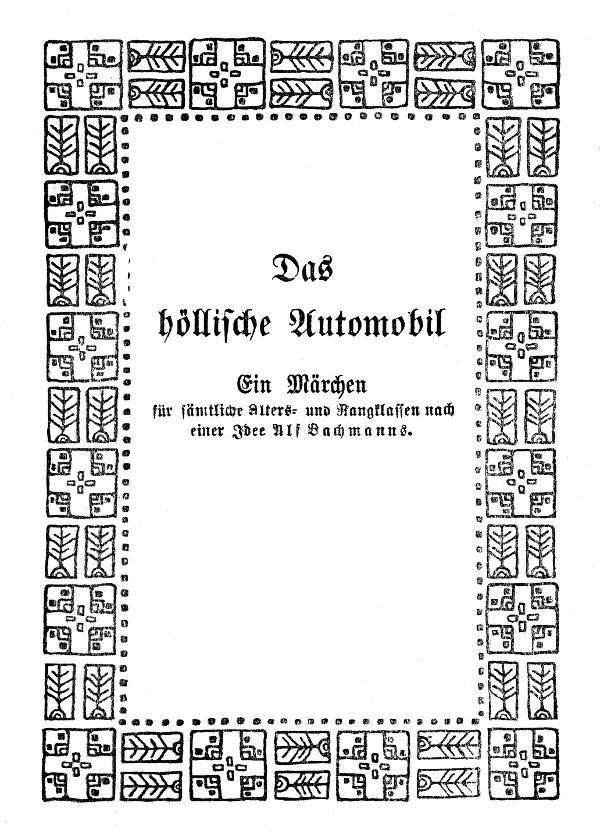 Das
höllische Automobil
Ein Märchen
für sämtliche Alters- und Rangklassen nach
einer Idee Alf Bachmanns.